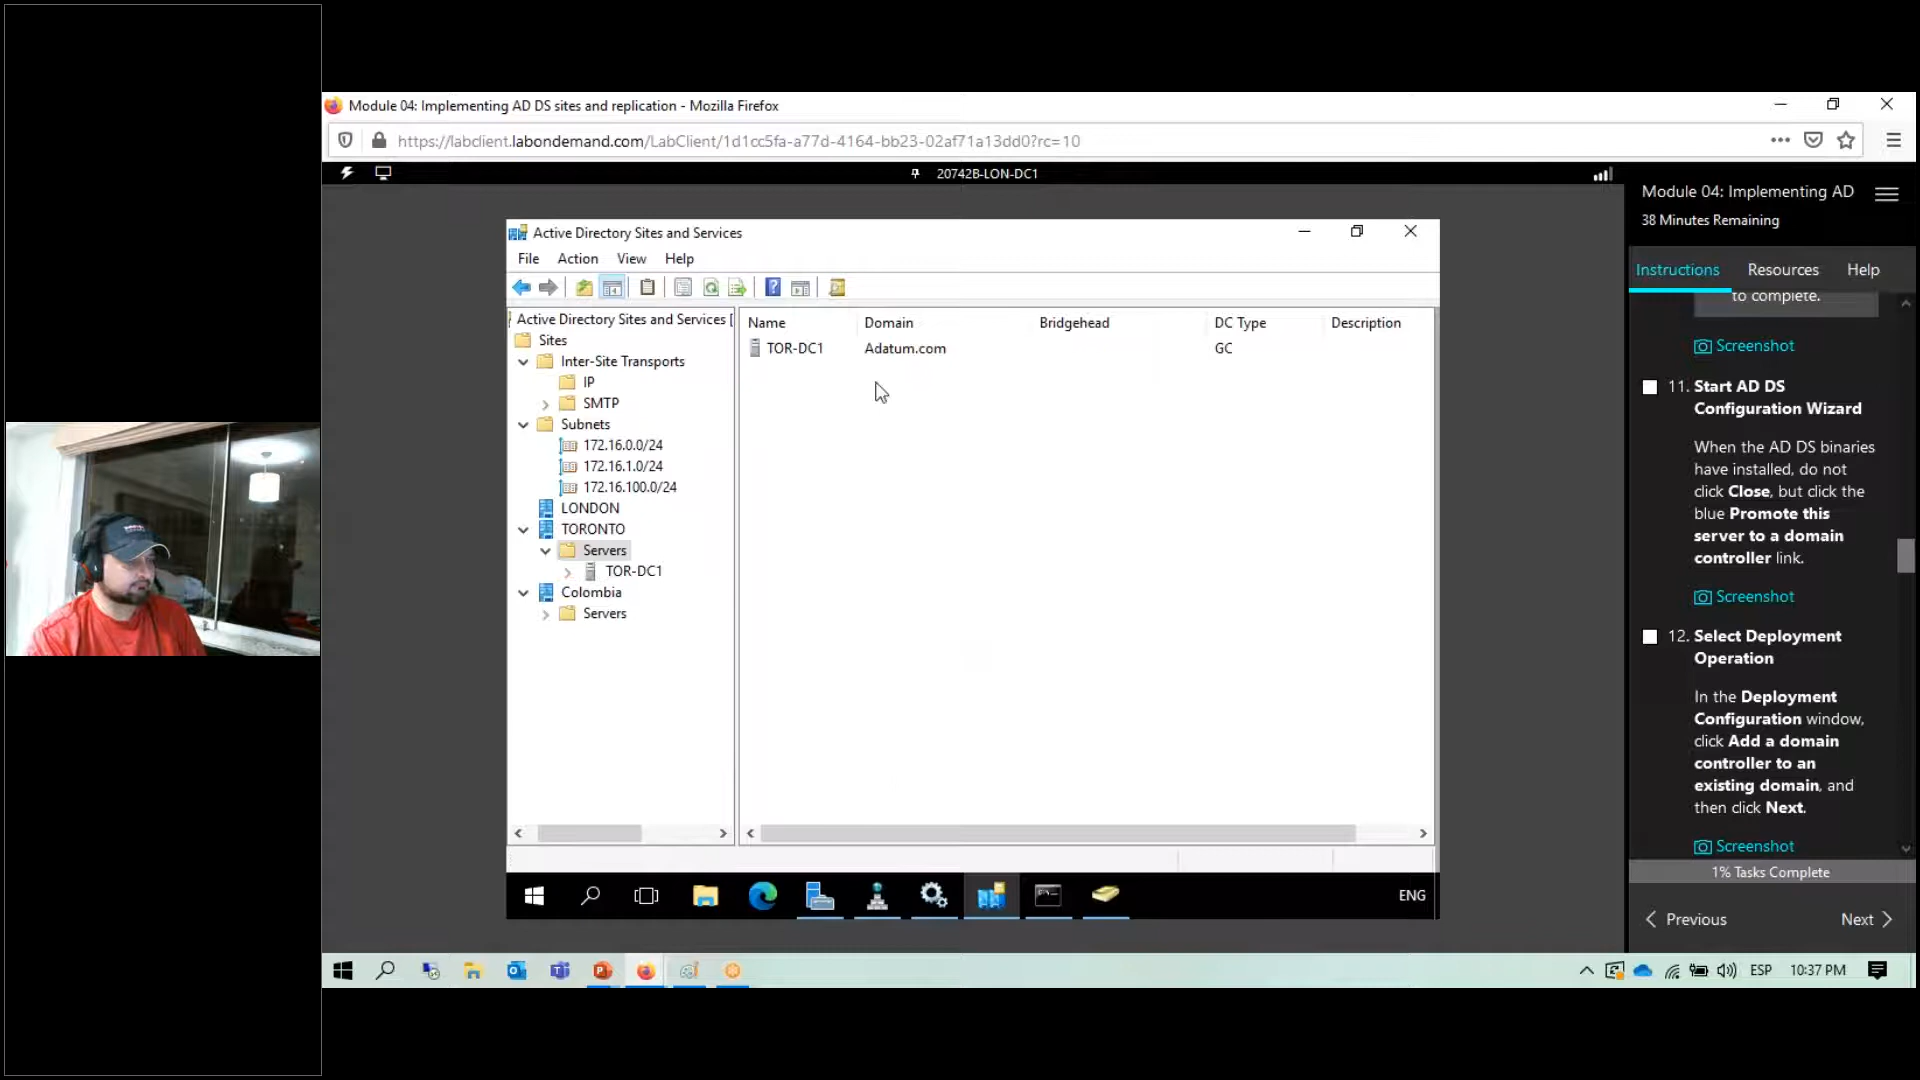 Module 04: Implementing AD DS sites and replication - Mozilla Firefox
https://labclient.labondemand.com/LabClient/1d1cc5fa-a77d-4164-bb23-02af71a13dd0?rc=10
20742B-LON-DC1
Active Directory Sites and Services
File Action View Help
Active Directory Sites and Services [
Sites
Inter-Site Transports
IP
SMTP
Subnets
172.16.0.0/24
172.16.1.0/24
172.16.100.0/24
LONDON
TORONTO
Servers
TOR-DC1
Colombia
Servers
Name Domain Bridgehead DC Type Description
TOR-DC1 Adatum.com GC
ENG
Module 04: Implementing AD
38 Minutes Remaining
Instructions Resources Help
to complete.
Screenshot
11. Start AD DS
Configuration Wizard
When the AD DS binaries
have installed, do not
click Close, but click the
blue Promote this
server to a domain
controller link.
Screenshot
12. Select Deployment
Operation
In the Deployment
Configuration window,
click Add a domain
controller to an
existing domain, and
then click Next.
Screenshot
1% Tasks Complete
Previous Next
ESP 10:37 PM